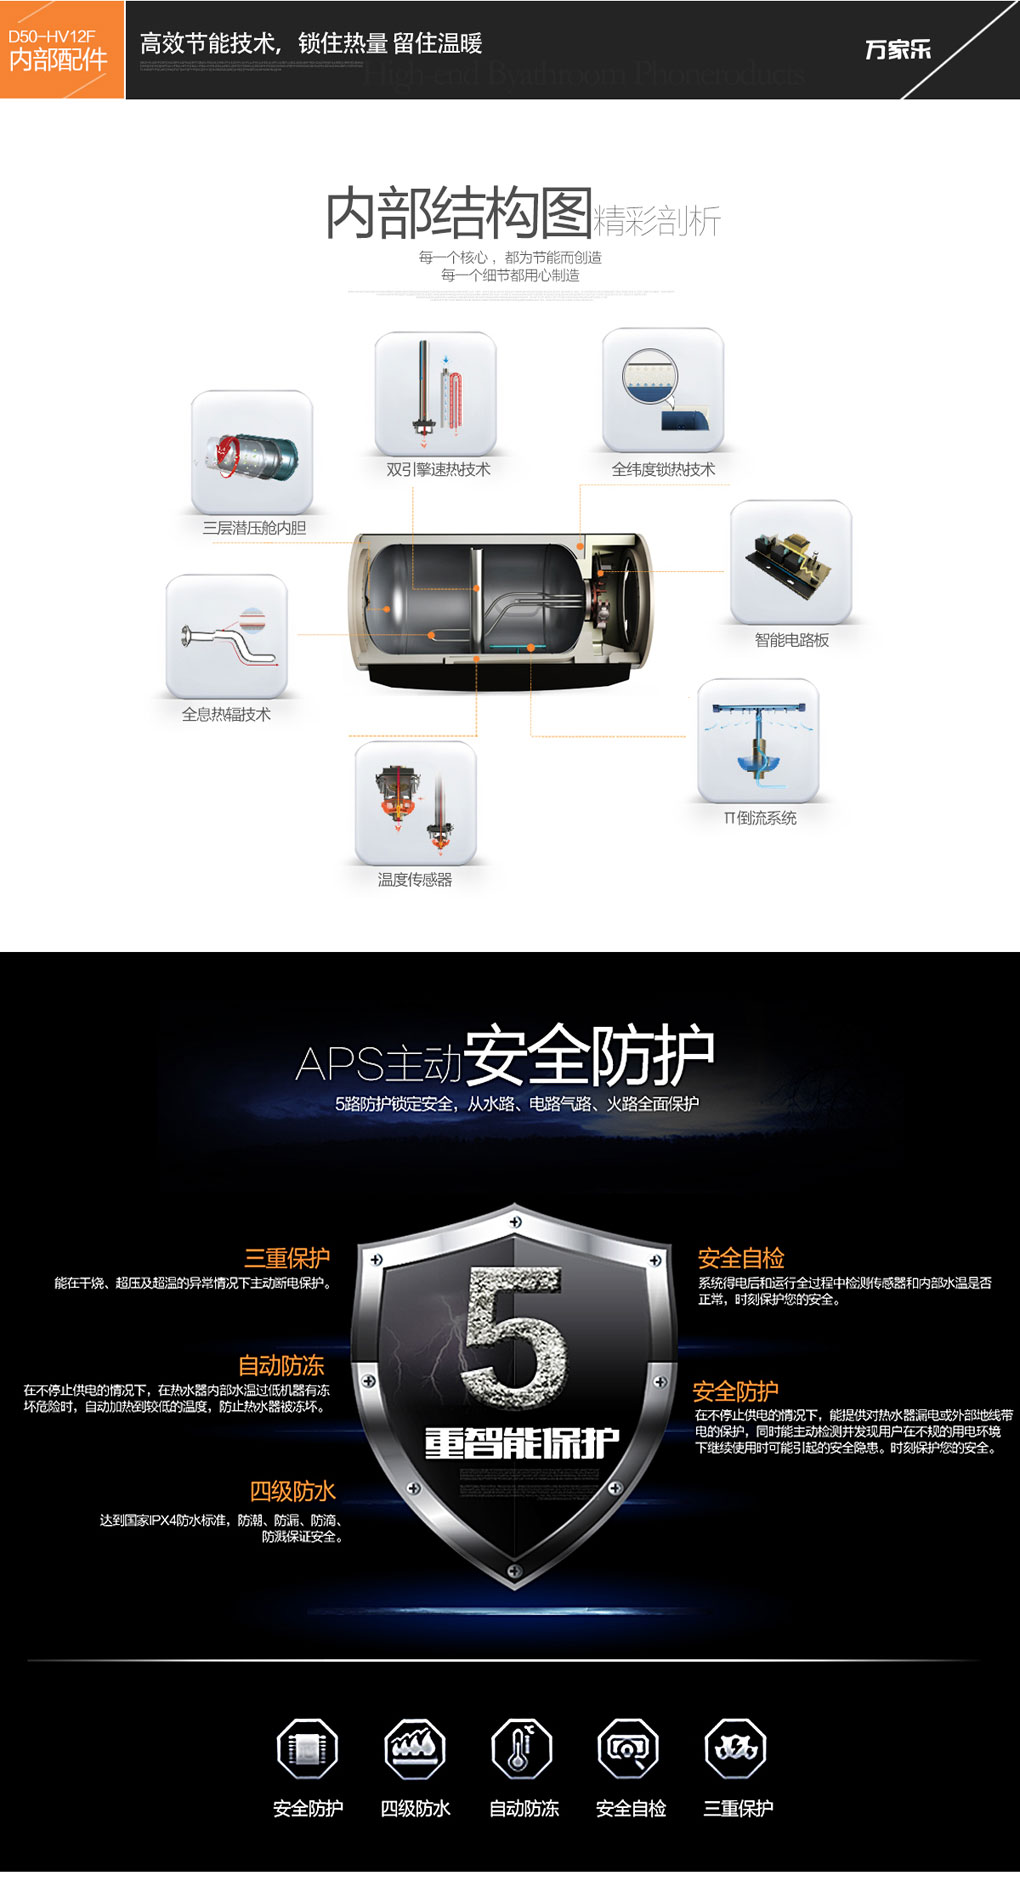 D50-HV12F
内部配件
高效节能技术，锁住热量 留住温暖
High-end Byathroom Phoneroducts
万家乐
内部结构图精彩剖析
每一个核心，都为节能而创造
每一个细节都用心制造
双引擎速热技术
全纬度锁热技术
三层潜压舱内胆
智能电路板
全息热辐技术
π倒流系统
温度传感器
APS主动安全防护
5路防护锁定安全，从水路、电路气路、火路全面保护
三重保护
能在干烧、超压及超温的异常情况下主动断电保护。
自动防冻
在不停止供电的情况下，在热水器内部水温过低机器有冻
坏危险时，自动加热到较低的温度，防止热水器被冻坏。
四级防水
达到国家IPX4防水标准，防潮、防漏、防滴、
防溅保证安全。
5
重智能保护
安全自检
系统得电后和运行全过程中检测传感器和内部水温是否
正常，时刻保护您的安全。
安全防护
在不停止供电的情况下，能提供对热水器漏电或外部地线带
电的保护，同时能主动检测并发现用户在不规的用电环境
下继续使用时可能引起的安全隐患。时刻保护您的安全。
安全防护
四级防水
自动防冻
安全自检
三重保护